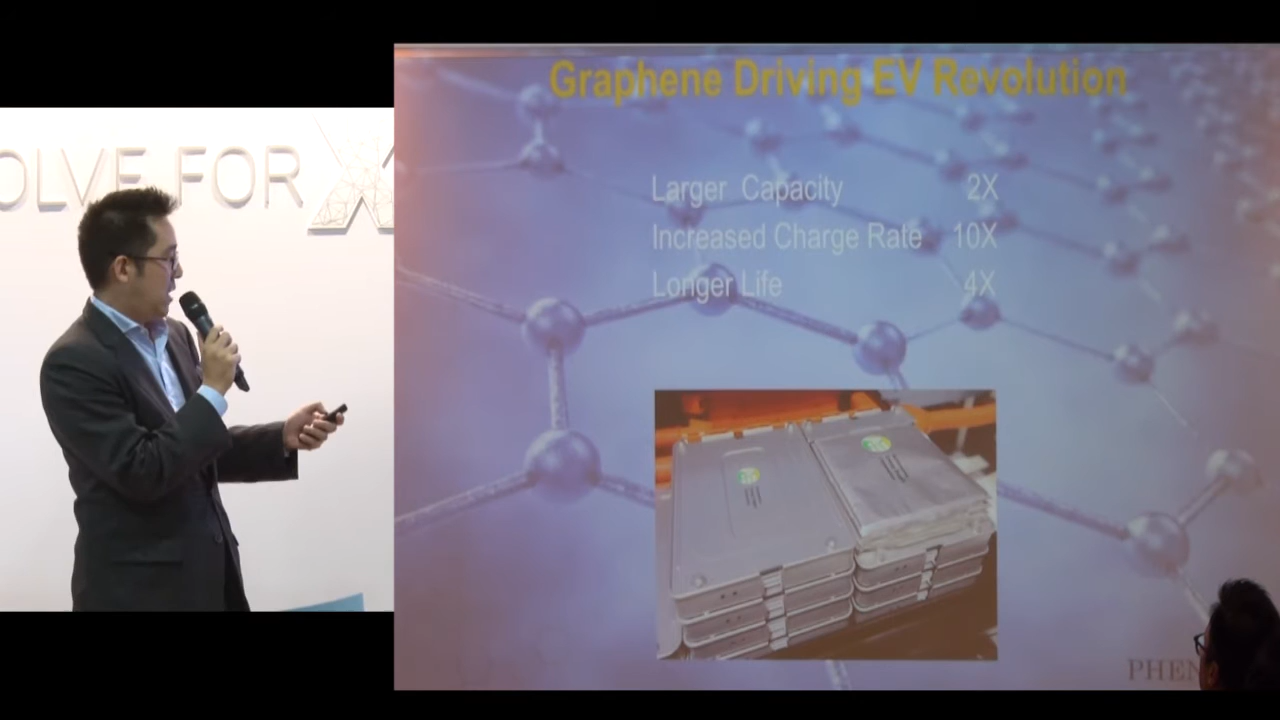 OLVE FOR X
Graphene Driving EV Revolution
Larger Capacity 2X
Increased Charge Rate 10X
Longer Life 4X
PHEN